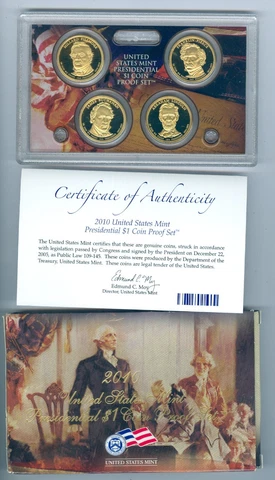 UNITED STATES MINT
PRESIDENTIAL
$1 COIN
PROOF SET™
Certificate of Authenticity
2010 United States Mint
Presidential $1 Coin Proof Set™
The United States Mint certifies that these are genuine coins, struck in accordance
with legislation passed by Congress and signed by the President on December 22,
2005, as Public Law 109-145. These coins were produced by the Department of the
Treasury, United States Mint. These coins are legal tender of the United States.
Edmund C. Moy
Director, United States Mint
2010
United States Mint
Presidential $1 Coin Proof Set
UNITED STATES MINT